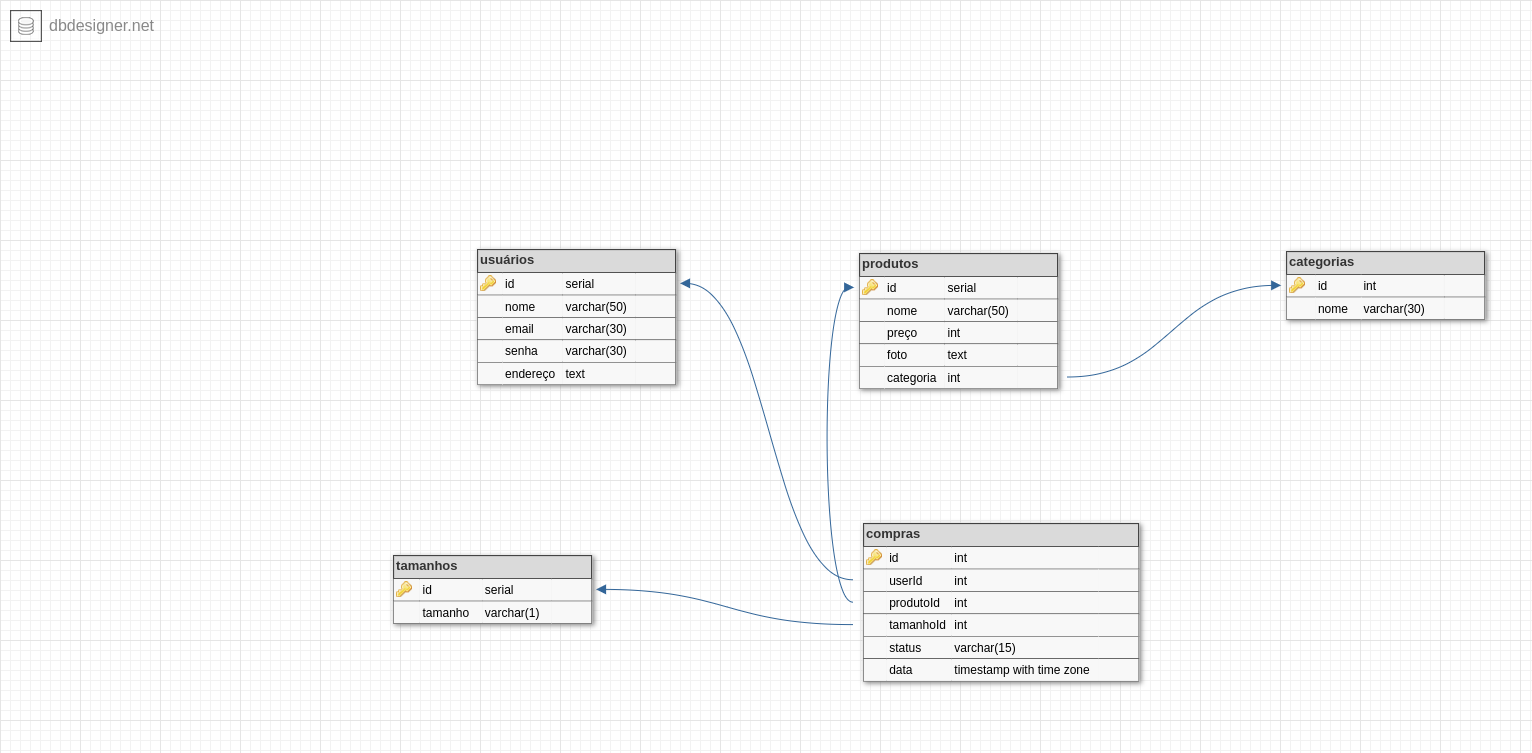 dbdesigner.net
usuários
id serial
nome varchar(50)
email varchar(30)
senha varchar(30)
endereço text
produtos
id serial
nome varchar(50)
preço int
foto text
categoria int
categorias
id int
nome varchar(30)
tamanhos
id serial
tamanho varchar(1)
compras
id int
userId int
produtoId int
tamanhoId int
status varchar(15)
data timestamp with time zone